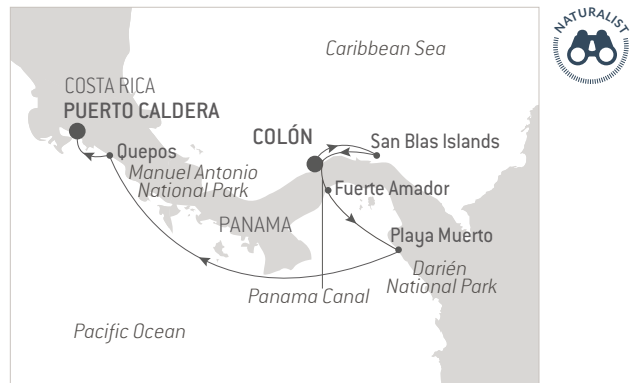 NATURALIST
Caribbean Sea
COSTA RICA
PUERTO CALDERA
COLÓN
San Blas Islands
Quepos
Manuel Antonio
National Park
Fuerte Amador
PANAMA
Playa Muerto
Darién
National Park
Panama Canal
Pacific Ocean